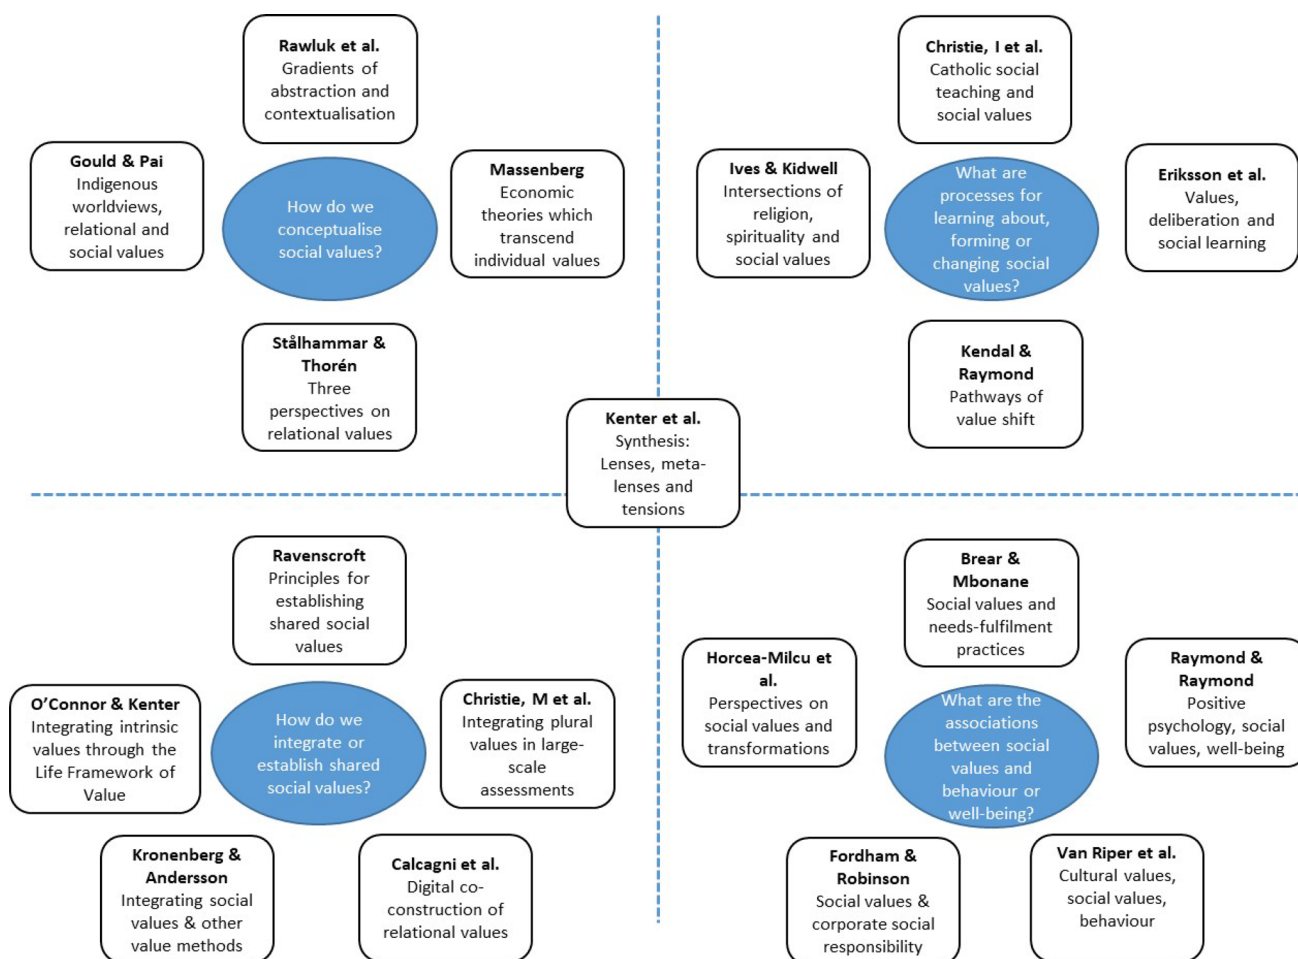 Rawluk et al.
Gradients of
abstraction and
contextualisation
Gould & Pai
Indigenous
worldviews,
relational and
social values
How do we
conceptualise
social values?
Massenberg
Economic
theories which
transcend
individual values
Stålhammar &
Thorén
Three
perspectives on
relational values
Christie, I et al.
Catholic social
teaching and
social values
Ives & Kidwell
Intersections of
religion,
spirituality and
social values
What are
processes for
learning about,
forming or
changing social
values?
Eriksson et al.
Values,
deliberation and
social learning
Kendal &
Raymond
Pathways of
value shift
Kenter et al.
Synthesis:
Lenses, meta-
lenses and
tensions
Ravenscroft
Principles for
establishing
shared social
values
O'Connor & Kenter
Integrating intrinsic
values through the
Life Framework of
Value
How do we
integrate or
establish shared
social values?
Christie, M et al.
Integrating plural
values in large-
scale
assessments
Kronenberg &
Andersson
Integrating social
values & other
value methods
Calcagni et al.
Digital co-
construction of
relational values
Brear &
Mbonane
Social values and
needs-fulfilment
practices
Horcea-Milcu et
al.
Perspectives on
social values and
transformations
What are the
associations
between social
values and
behaviour or
well-being?
Raymond &
Raymond
Positive
psychology, social
values, well-being
Fordham &
Robinson
Social values &
corporate social
responsibility
Van Riper et al.
Cultural values,
social values,
behaviour